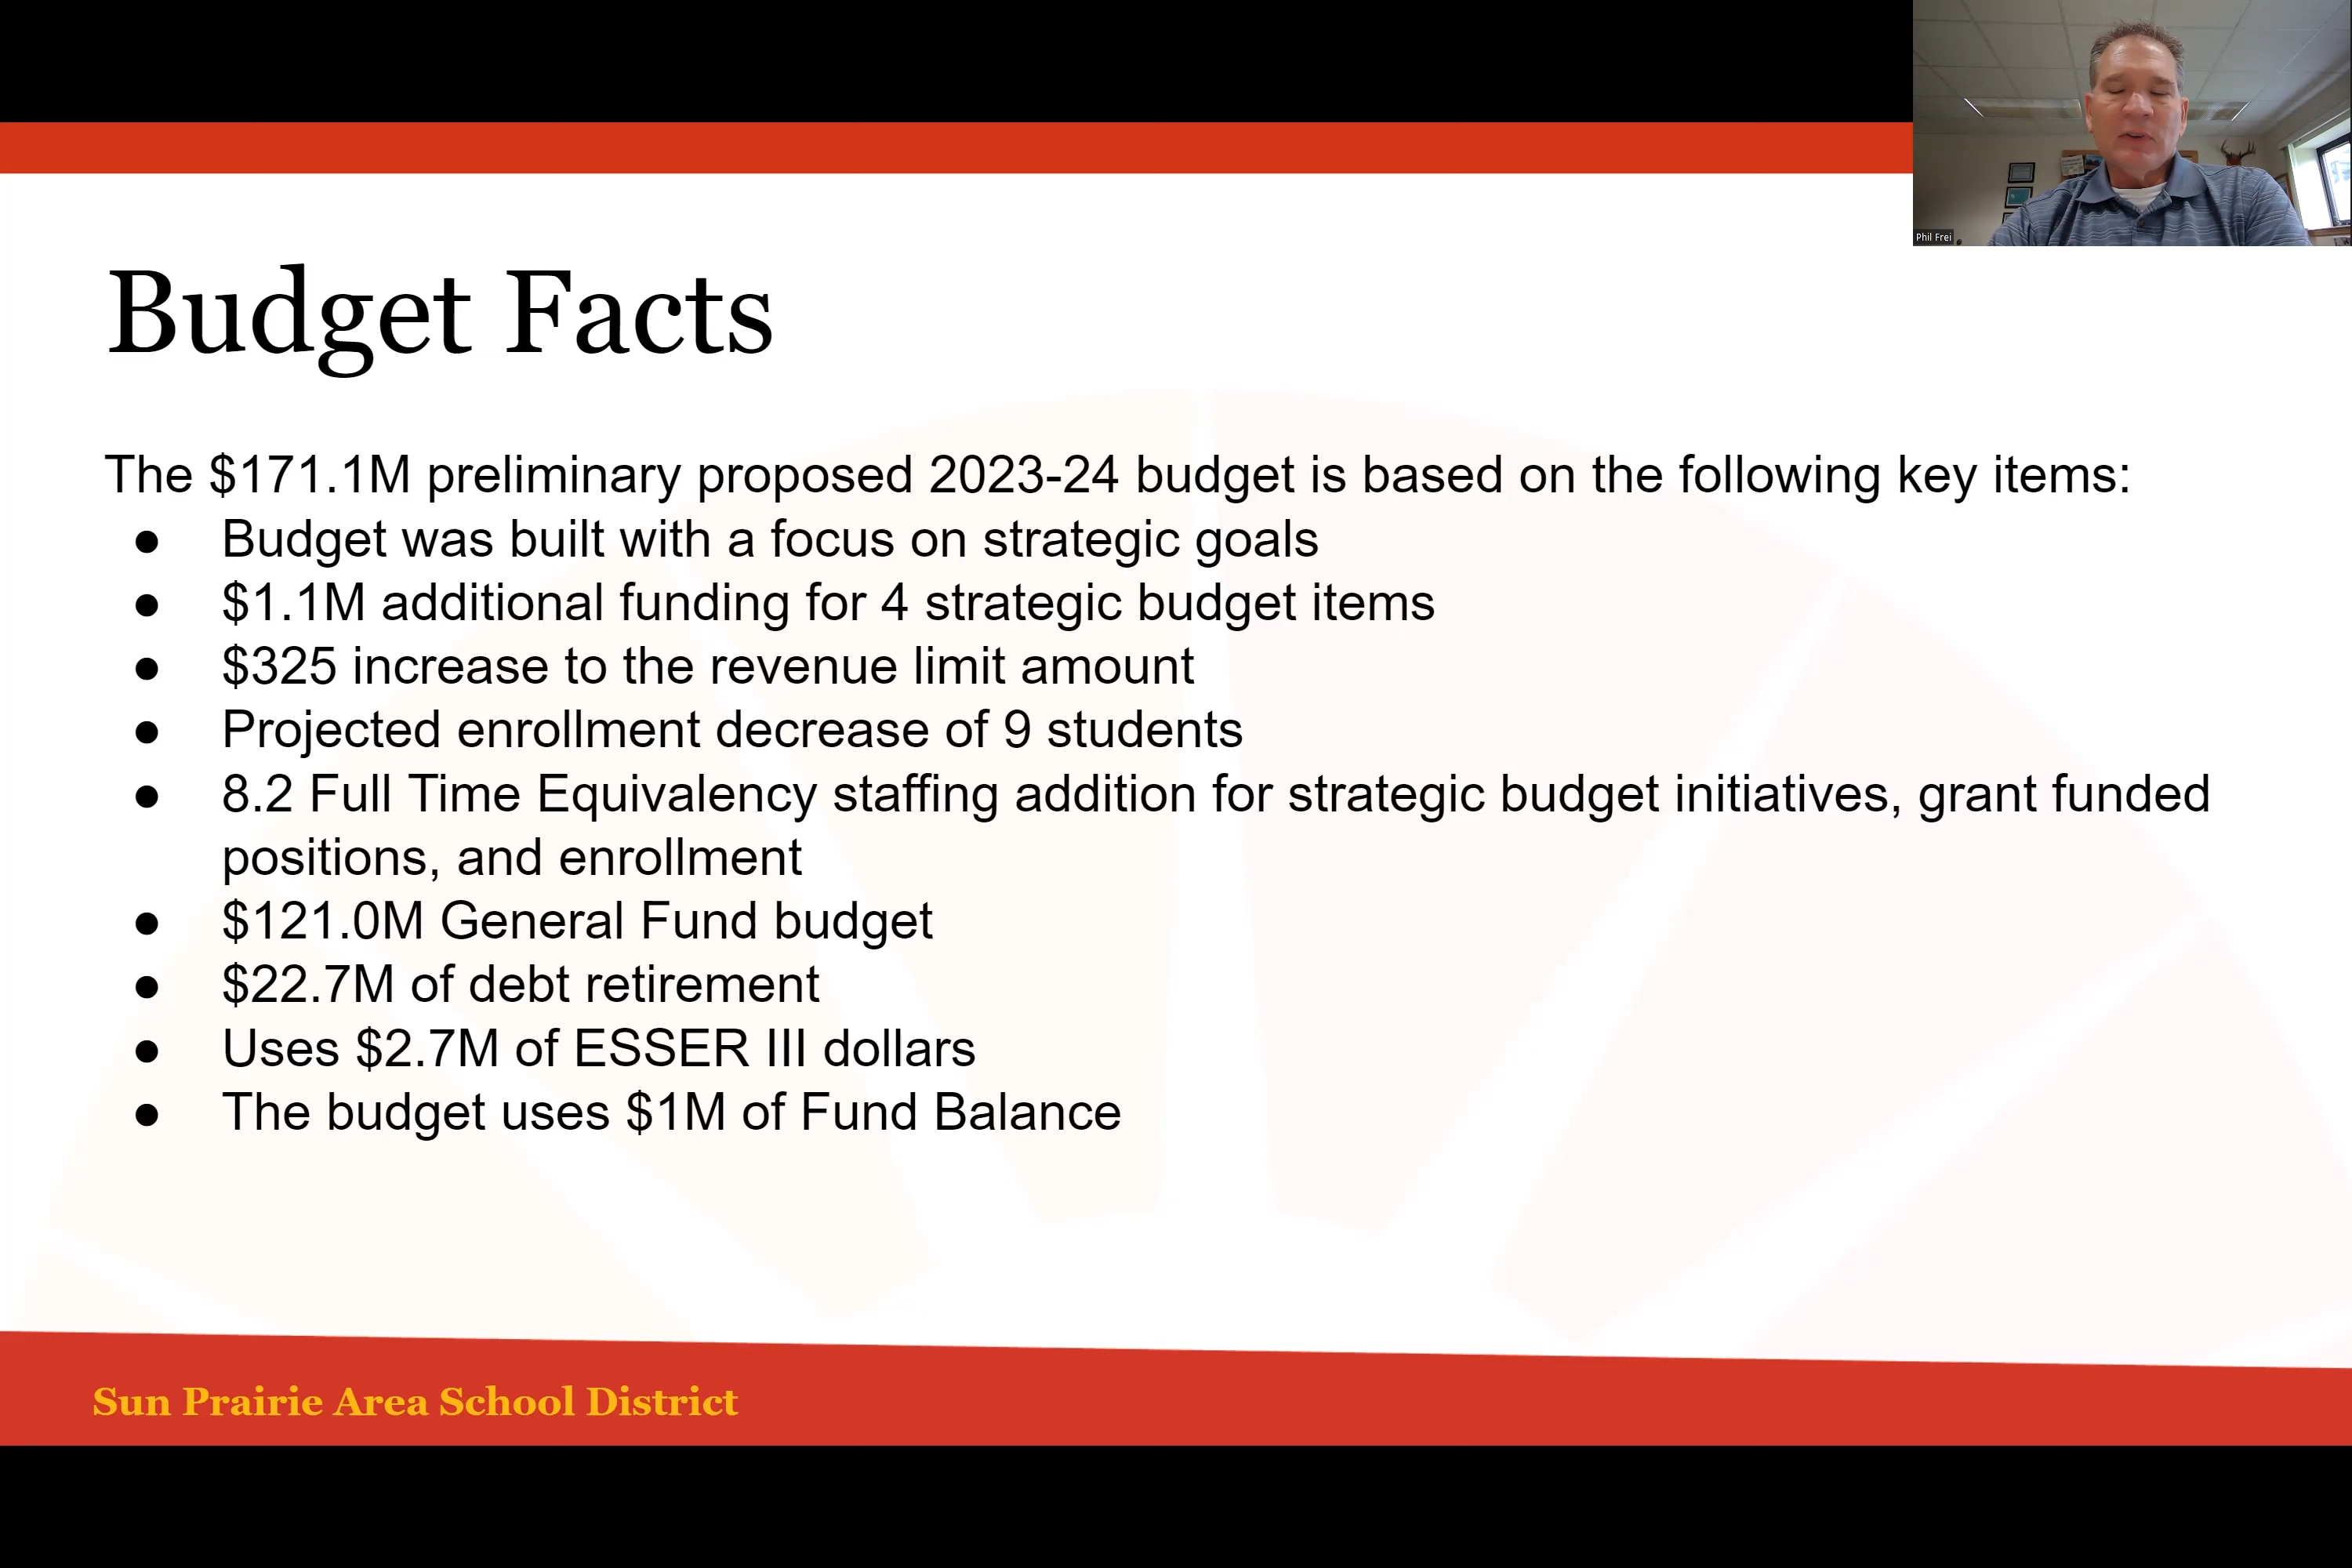 Phil Frei
Budget Facts
The $171.1M preliminary proposed 2023-24 budget is based on the following key items:
● Budget was built with a focus on strategic goals
● $1.1M additional funding for 4 strategic budget items
● $325 increase to the revenue limit amount
● Projected enrollment decrease of 9 students
● 8.2 Full Time Equivalency staffing addition for strategic budget initiatives, grant funded
positions, and enrollment
● $121.0M General Fund budget
● $22.7M of debt retirement
● Uses $2.7M of ESSER III dollars
● The budget uses $1M of Fund Balance
Sun Prairie Area School District